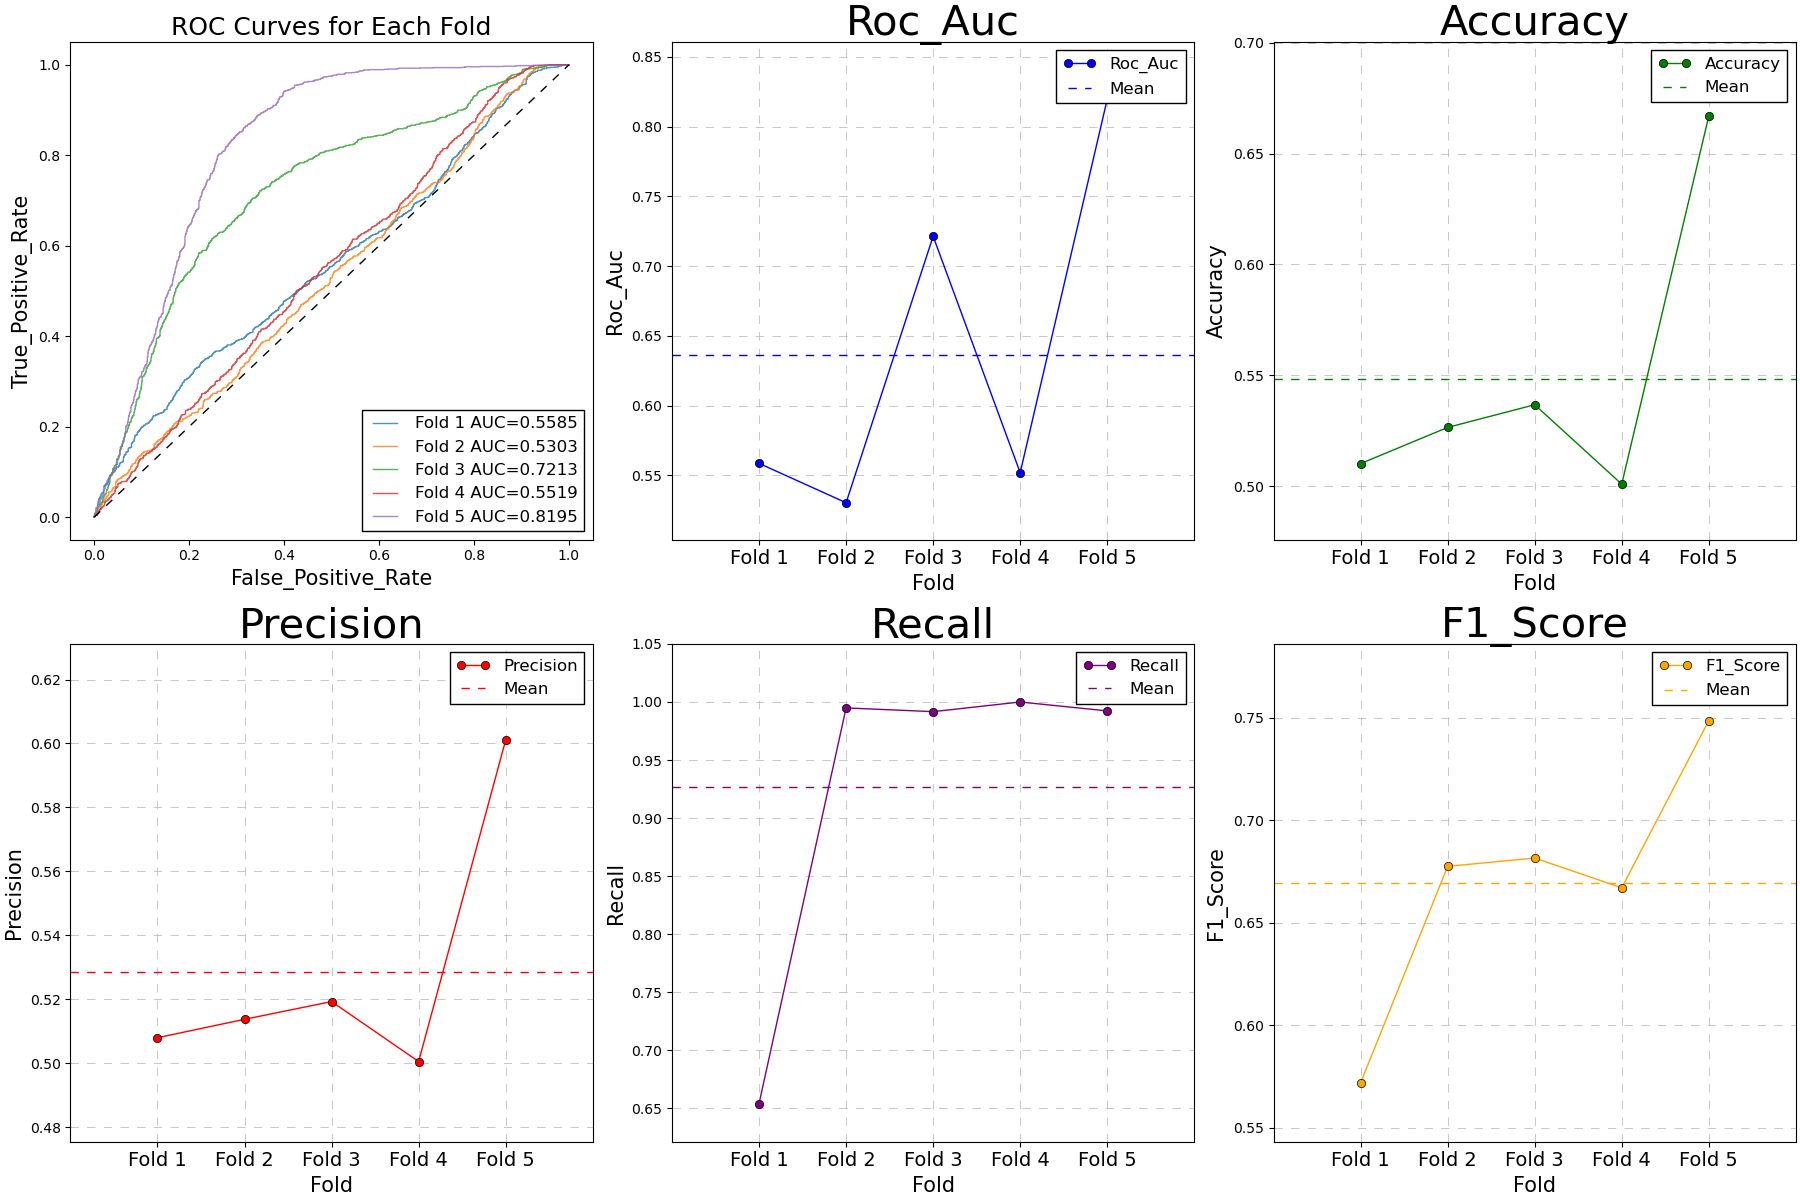 ROC Curves for Each Fold
1.0
0.8
0.6
0.4
0.2
0.0
True_Positive_Rate
Fold 1 AUC=0.5585
Fold 2 AUC=0.5303
Fold 3 AUC=0.7213
Fold 4 AUC=0.5519
Fold 5 AUC=0.8195
0.0 0.2 0.4 0.6 0.8 1.0
False_Positive_Rate
Roc_Auc
0.85
0.80
0.75
0.70
0.65
0.60
0.55
Roc_Auc
Roc_Auc
Mean
Fold 1 Fold 2 Fold 3 Fold 4 Fold 5
Fold
Accuracy
0.70
0.65
0.60
0.55
0.50
Accuracy
Accuracy
Mean
Fold 1 Fold 2 Fold 3 Fold 4 Fold 5
Fold
Precision
0.62
0.60
0.58
0.56
0.54
0.52
0.50
0.48
Precision
Precision
Mean
Fold 1 Fold 2 Fold 3 Fold 4 Fold 5
Fold
Recall
1.05
1.00
0.95
0.90
0.85
0.80
0.75
0.70
0.65
Recall
Recall
Mean
Fold 1 Fold 2 Fold 3 Fold 4 Fold 5
Fold
F1_Score
0.75
0.70
0.65
0.60
0.55
F1_Score
F1_Score
Mean
Fold 1 Fold 2 Fold 3 Fold 4 Fold 5
Fold